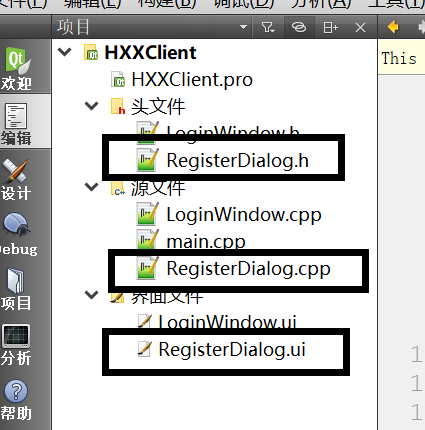 文件(F) 编辑(E) 构建(B) 调试(D) 分析(A) 工具(T)
项目
欢迎
编辑
设计
Debug
项目
分析
帮助
HXXClient
HXXClient.pro
头文件
LoginWindow.h
RegisterDialog.h
源文件
LoginWindow.cpp
main.cpp
RegisterDialog.cpp
界面文件
LoginWindow.ui
RegisterDialog.ui
This
1
1
1